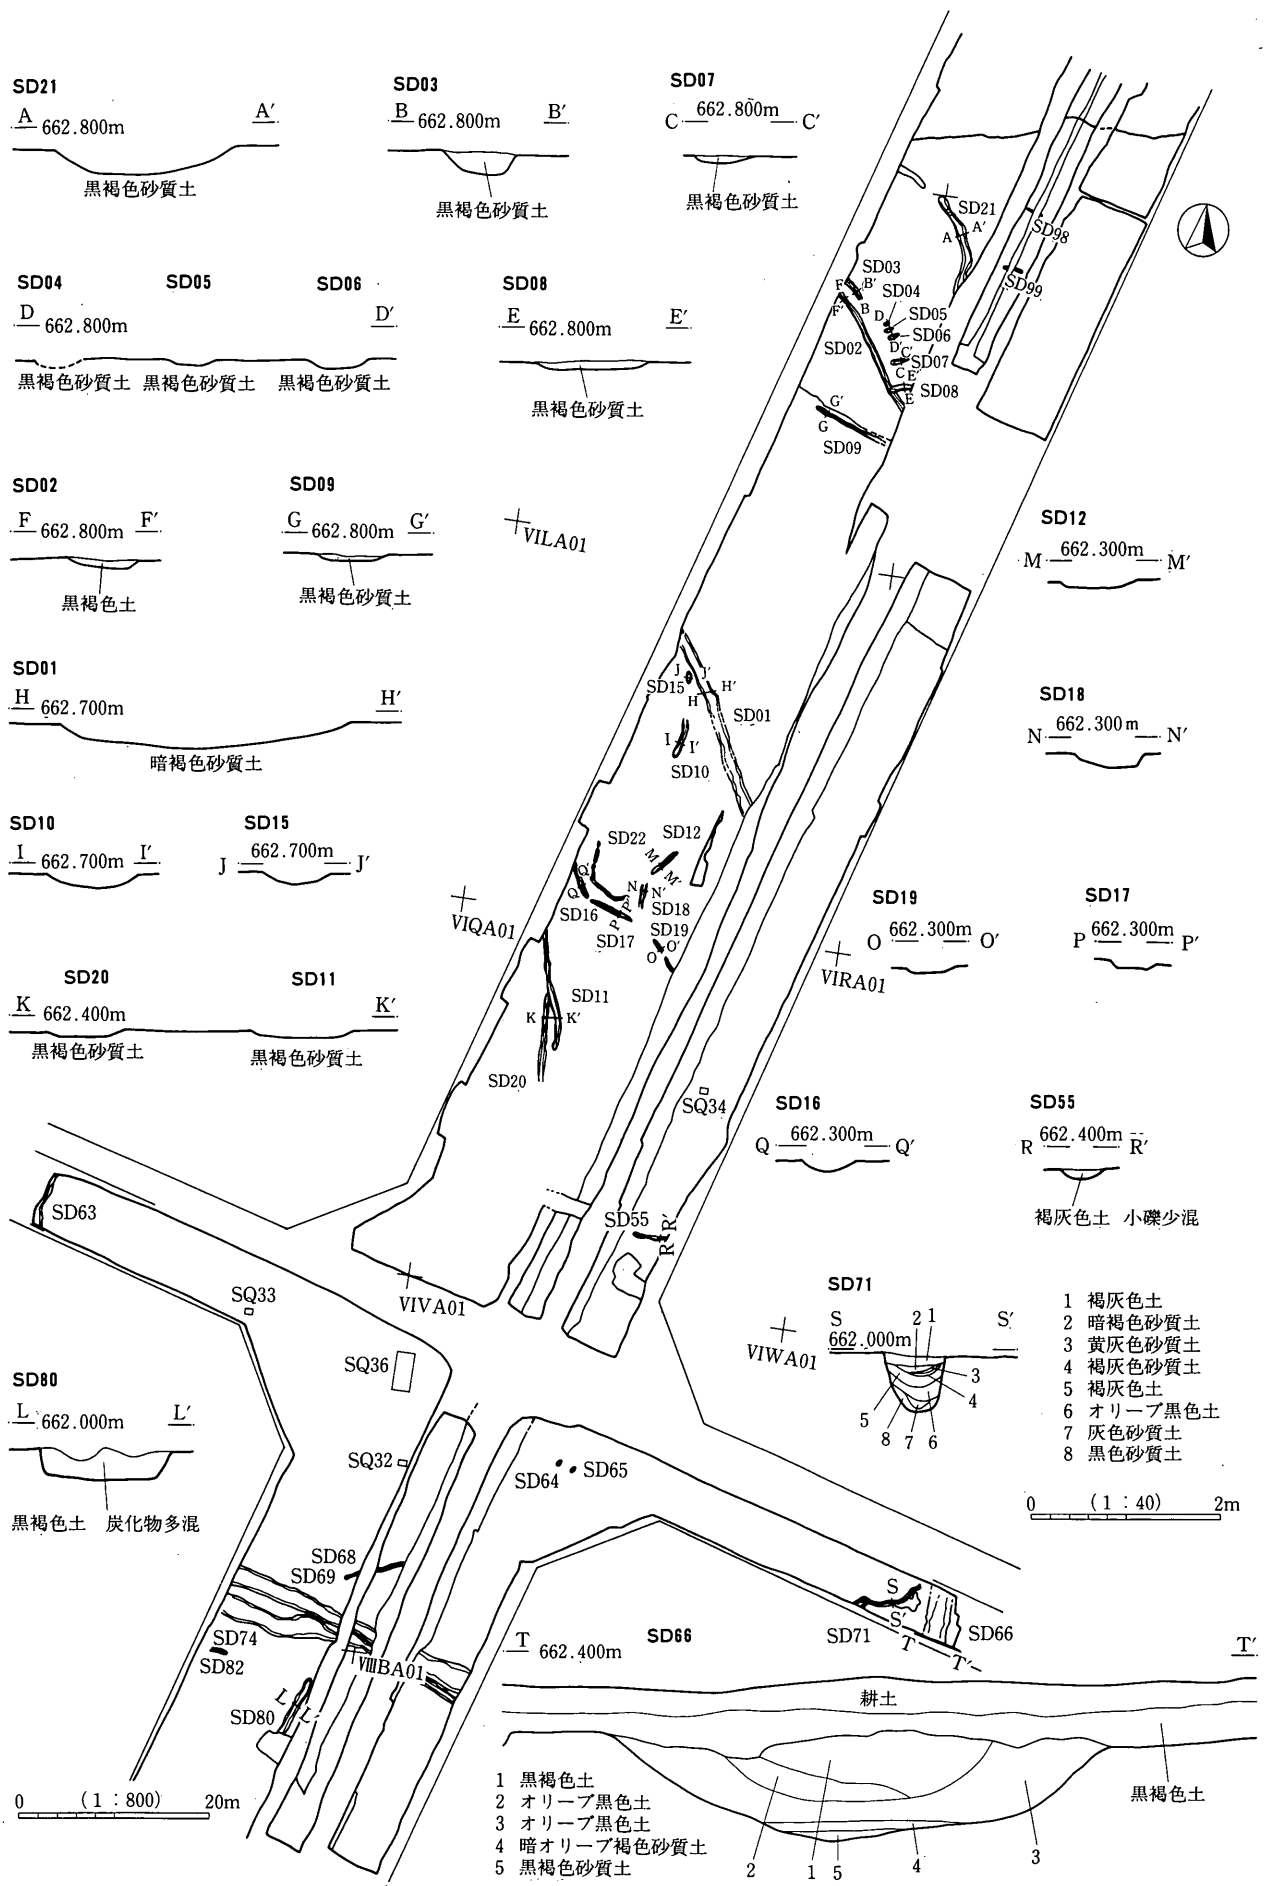 SD21
A 662.800m A′
黒褐色砂質土
SD03
B 662.800m B′
黒褐色砂質土
SD07
C 662.800m C′
黒褐色砂質土
SD04 SD05 SD06
D 662.800m D′
黒褐色砂質土 黒褐色砂質土 黒褐色砂質土
SD08
E 662.800m E′
黒褐色砂質土
SD02
F 662.800m F′
黒褐色土
SD09
G 662.800m G′
黒褐色砂質土
SD01
H 662.700m H′
暗褐色砂質土
SD10
I 662.700m I′
SD15
J 662.700m J′
SD20 SD11
K 662.400m K′
黒褐色砂質土 黒褐色砂質土
SD12
M 662.300m M′
SD18
N 662.300m N′
SD19
O 662.300m O′
SD17
P 662.300m P′
SD16
Q 662.300m Q′
SD55
R 662.400m R′
褐灰色土 小礫少混
SD71
S 662.000m S′
2 1
3
4
5
8 7 6
1 褐灰色土
2 暗褐色砂質土
3 黄灰色砂質土
4 褐灰色砂質土
5 褐灰色土
6 オリーブ黒色土
7 灰色砂質土
8 黒色砂質土
0 (1：40) 2m
SD80
L 662.000m L′
黒褐色土 炭化物多混
SD66
T 662.400m T′
耕土
黒褐色土
2 1 5 4 3
1 黒褐色土
2 オリーブ黒色土
3 オリーブ黒色土
4 暗オリーブ褐色砂質土
5 黒褐色砂質土
0 (1：800) 20m
SD21
A A′
SD98
SD99
SD03
F B′
SD04
F′ B D
SD05
SD06
D′
SD02
C′
SD07
C E′
SD08
E
G′
G
SD09
VILA01
J J′
SD15
H H′
SD01
I I′
SD10
SD22 SD12
M
M′
Q′
Q
N N′
SD16
P P′
SD18
SD17
SD19
O O′
VIQA01
VIRA01
SD11
K K′
SD20
SQ34
SD55
R R′
SD63
SQ33
VIVA01
VIWA01
SQ36
SQ32
SD64 SD65
SD68
SD69
SD74
SD82
VIIIBA01
L
L′
SD80
S
S′
SD71
T
T′
SD66